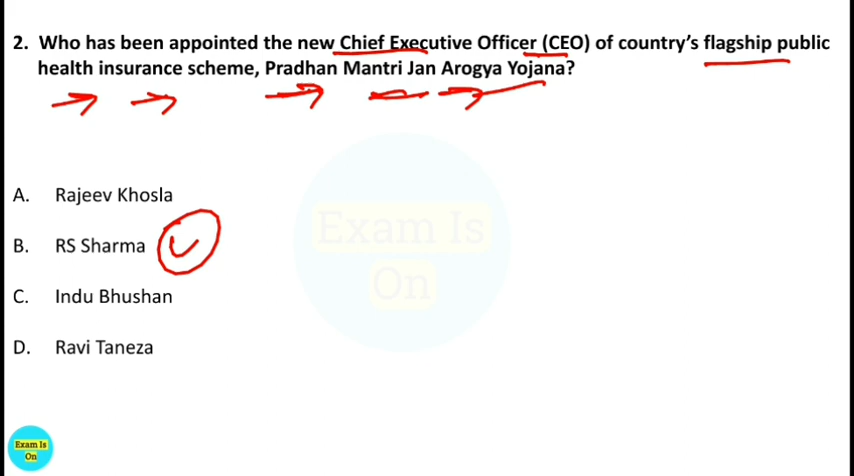 2. Who has been appointed the new Chief Executive Officer (CEO) of country's flagship public
health insurance scheme, Pradhan Mantri Jan Arogya Yojana?
A. Rajeev Khosla
B. RS Sharma
C. Indu Bhushan
D. Ravi Taneza
Exam Is
On
Exam Is
On